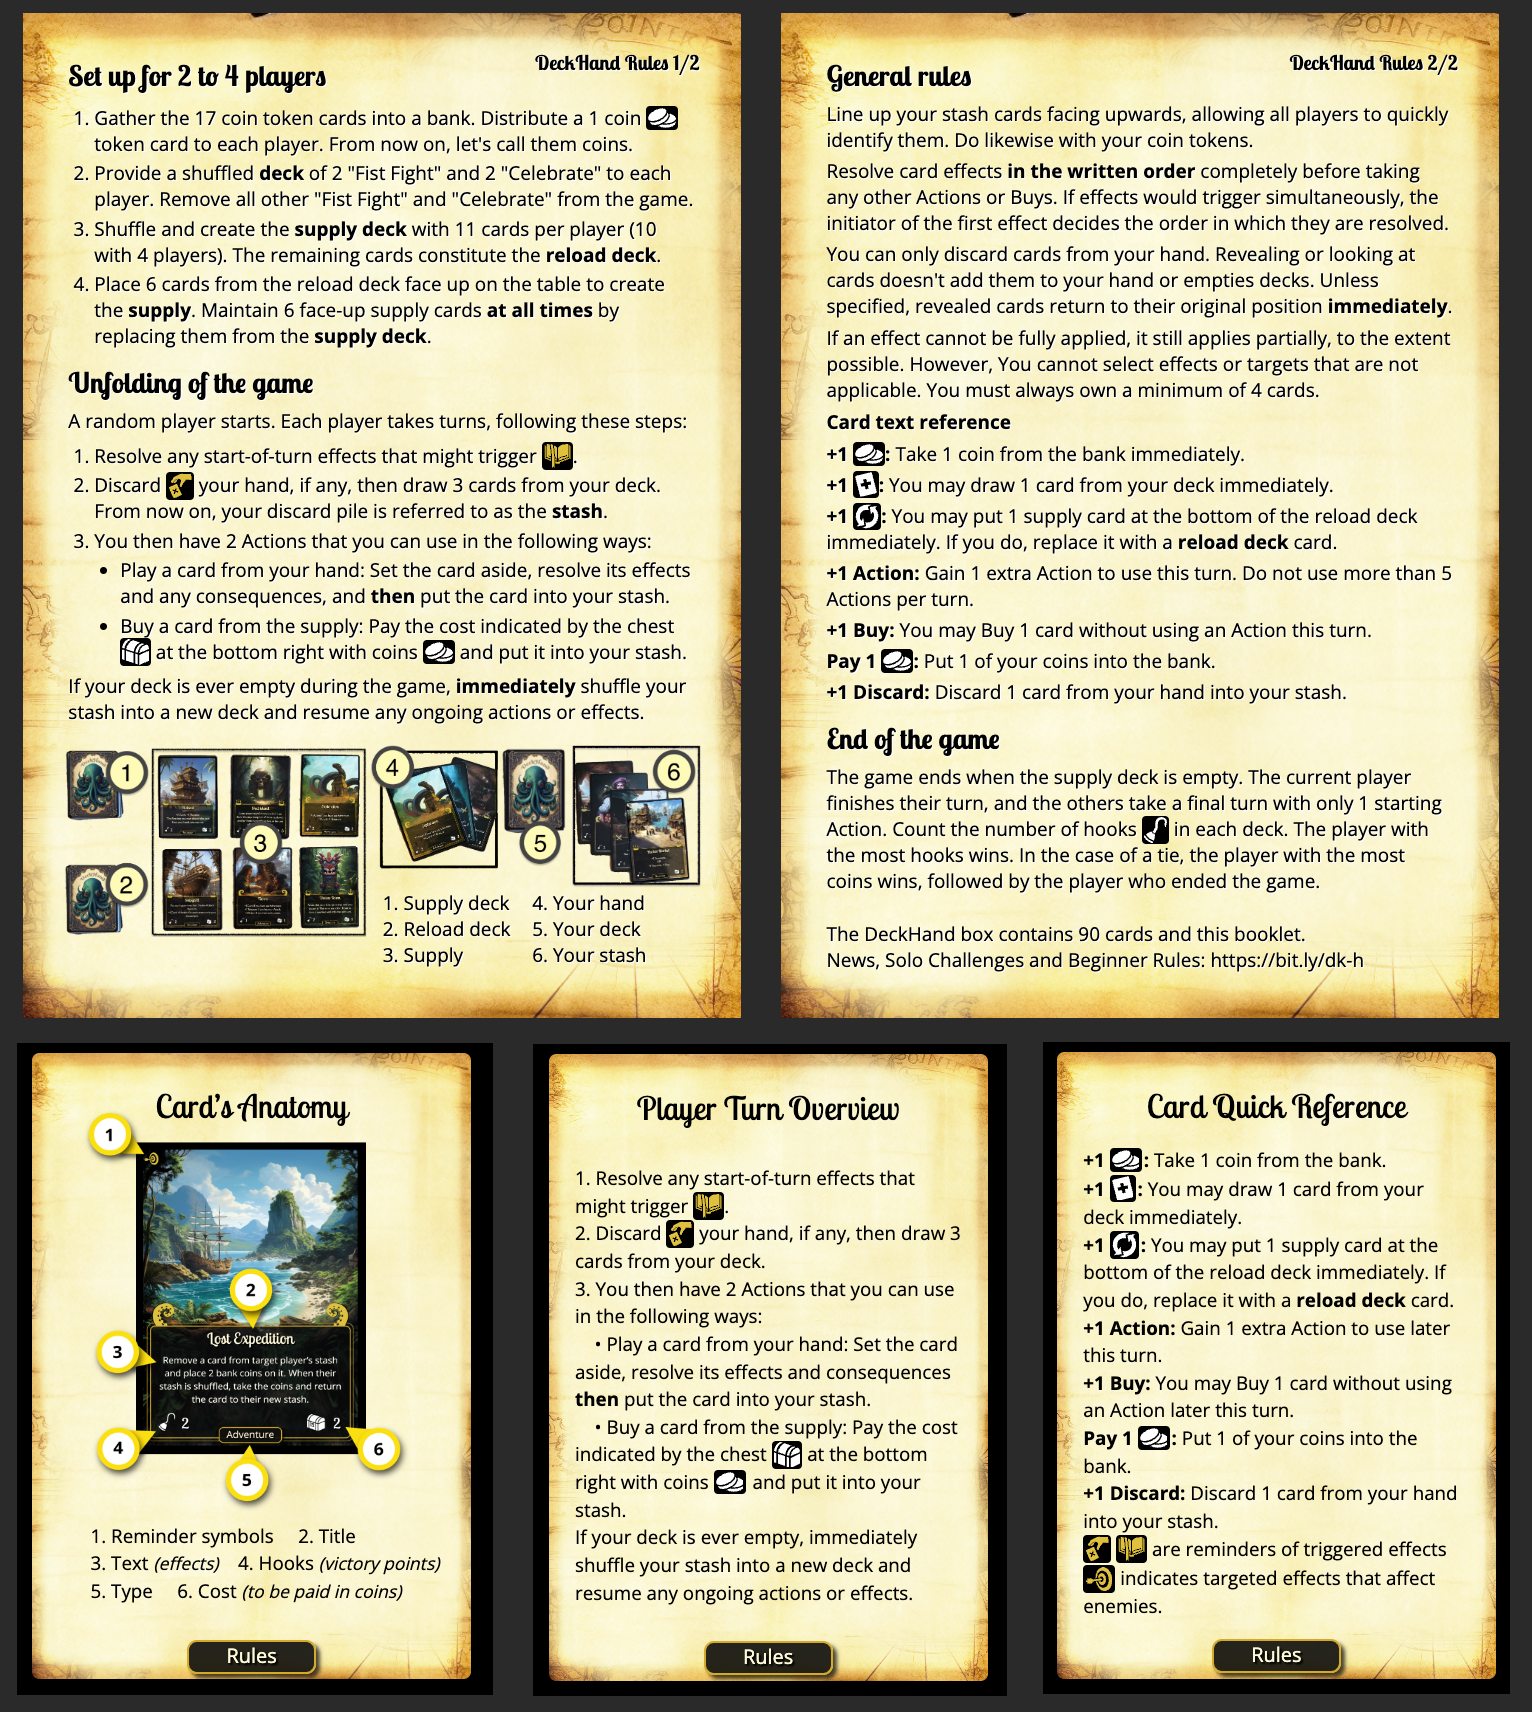 DeckHand Rules 1/2
Set up for 2 to 4 players
1. Gather the 17 coin token cards into a bank. Distribute a 1 coin
token card to each player. From now on, let's call them coins.
2. Provide a shuffled deck of 2 "Fist Fight" and 2 "Celebrate" to each
player. Remove all other "Fist Fight" and "Celebrate" from the game.
3. Shuffle and create the supply deck with 11 cards per player (10
with 4 players). The remaining cards constitute the reload deck.
4. Place 6 cards from the reload deck face up on the table to create
the supply. Maintain 6 face-up supply cards at all times by
replacing them from the supply deck.
Unfolding of the game
A random player starts. Each player takes turns, following these steps:
1. Resolve any start-of-turn effects that might trigger .
2. Discard your hand, if any, then draw 3 cards from your deck.
From now on, your discard pile is referred to as the stash.
3. You then have 2 Actions that you can use in the following ways:
• Play a card from your hand: Set the card aside, resolve its effects
and any consequences, and then put the card into your stash.
• Buy a card from the supply: Pay the cost indicated by the chest
at the bottom right with coins and put it into your stash.
If your deck is ever empty during the game, immediately shuffle your
stash into a new deck and resume any ongoing actions or effects.
1
2
3
4
5
6
1. Supply deck 4. Your hand
2. Reload deck 5. Your deck
3. Supply 6. Your stash
DeckHand Rules 2/2
General rules
Line up your stash cards facing upwards, allowing all players to quickly
identify them. Do likewise with your coin tokens.
Resolve card effects in the written order completely before taking
any other Actions or Buys. If effects would trigger simultaneously, the
initiator of the first effect decides the order in which they are resolved.
You can only discard cards from your hand. Revealing or looking at
cards doesn't add them to your hand or empties decks. Unless
specified, revealed cards return to their original position immediately.
If an effect cannot be fully applied, it still applies partially, to the extent
possible. However, You cannot select effects or targets that are not
applicable. You must always own a minimum of 4 cards.
Card text reference
+1 : Take 1 coin from the bank immediately.
+1 : You may draw 1 card from your deck immediately.
+1 : You may put 1 supply card at the bottom of the reload deck
immediately. If you do, replace it with a reload deck card.
+1 Action: Gain 1 extra Action to use this turn. Do not use more than 5
Actions per turn.
+1 Buy: You may Buy 1 card without using an Action this turn.
Pay 1 : Put 1 of your coins into the bank.
+1 Discard: Discard 1 card from your hand into your stash.
End of the game
The game ends when the supply deck is empty. The current player
finishes their turn, and the others take a final turn with only 1 starting
Action. Count the number of hooks in each deck. The player with
the most hooks wins. In the case of a tie, the player with the most
coins wins, followed by the player who ended the game.
The DeckHand box contains 90 cards and this booklet.
News, Solo Challenges and Beginner Rules: https://bit.ly/dk-h
Card's Anatomy
1
2
Lost Expedition
3
Remove a card from target player's stash
and place 2 bank coins on it. When their
stash is shuffled, take the coins and return
the card to their new stash.
2 2
Adventure
4
5
6
1. Reminder symbols 2. Title
3. Text (effects) 4. Hooks (victory points)
5. Type 6. Cost (to be paid in coins)
Rules
Player Turn Overview
1. Resolve any start-of-turn effects that
might trigger .
2. Discard your hand, if any, then draw 3
cards from your deck.
3. You then have 2 Actions that you can use
in the following ways:
• Play a card from your hand: Set the card
aside, resolve its effects and consequences
then put the card into your stash.
• Buy a card from the supply: Pay the cost
indicated by the chest at the bottom
right with coins and put it into your
stash.
If your deck is ever empty, immediately
shuffle your stash into a new deck and
resume any ongoing actions or effects.
Rules
Card Quick Reference
+1 : Take 1 coin from the bank.
+1 : You may draw 1 card from your
deck immediately.
+1 : You may put 1 supply card at the
bottom of the reload deck immediately. If
you do, replace it with a reload deck card.
+1 Action: Gain 1 extra Action to use later
this turn.
+1 Buy: You may Buy 1 card without using
an Action later this turn.
Pay 1 : Put 1 of your coins into the
bank.
+1 Discard: Discard 1 card from your hand
into your stash.
are reminders of triggered effects
indicates targeted effects that affect
enemies.
Rules